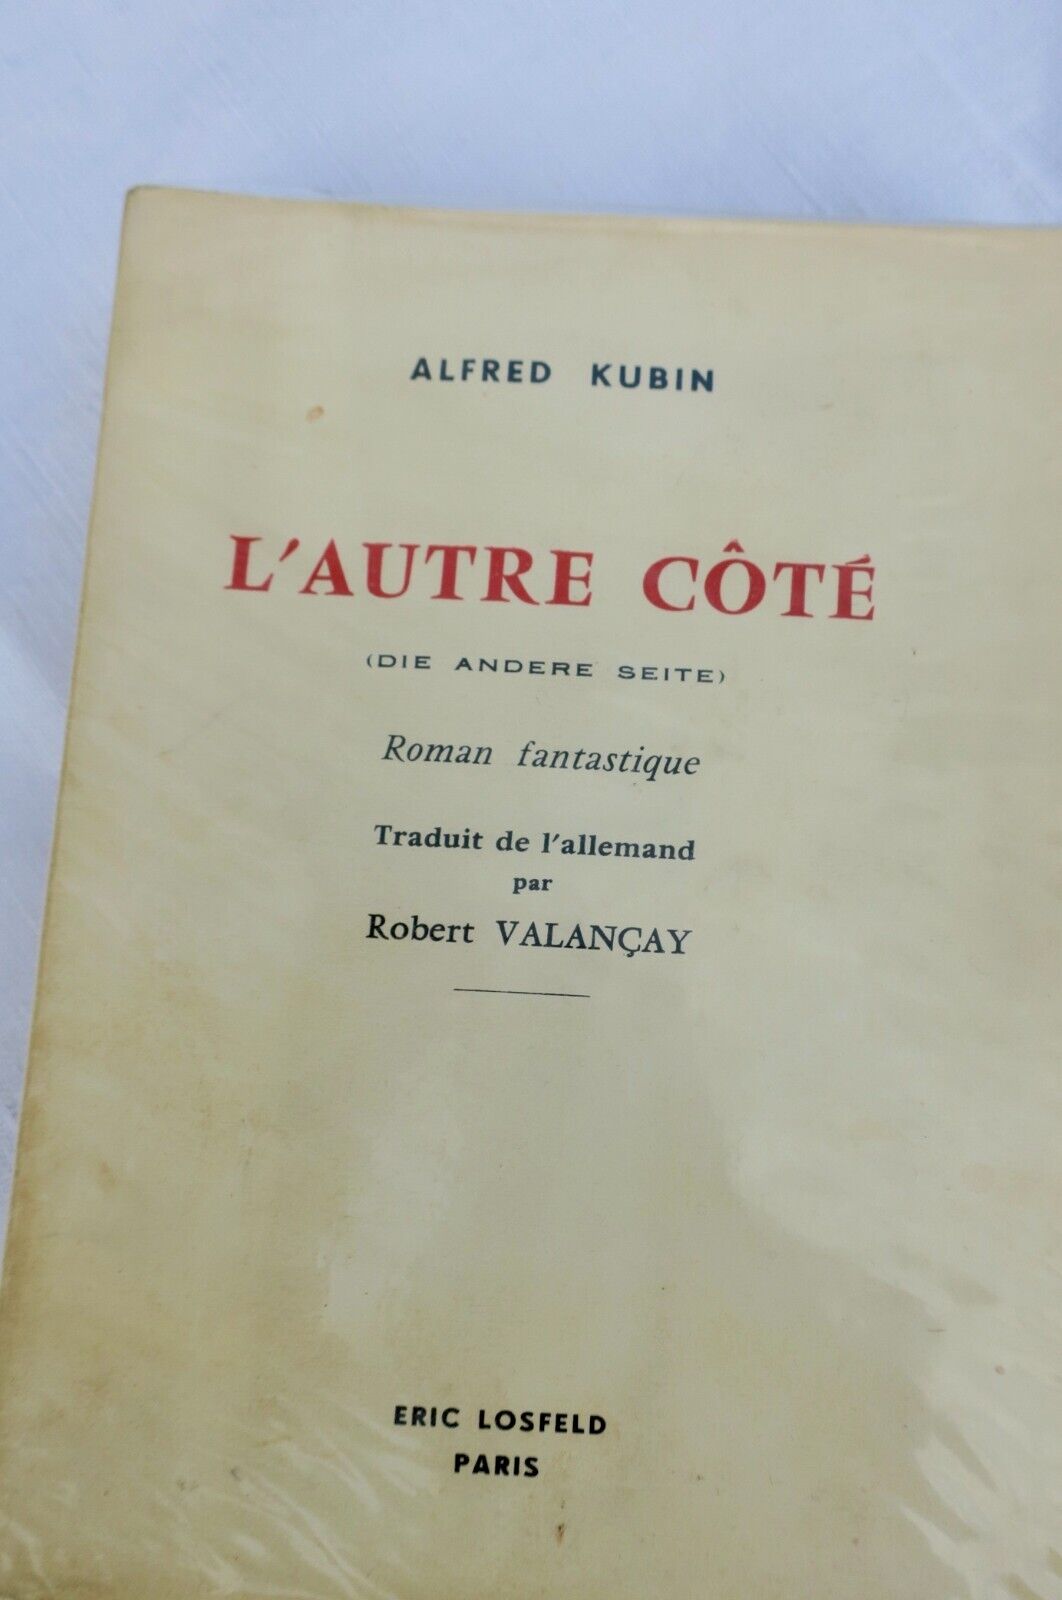 ALFRED KUBIN
L'AUTRE CÔTÉ
(DIE ANDERE SEITE)
Roman fantastique
Traduit de l'allemand
par
Robert VALANÇAY
ERIC LOSFELD
PARIS